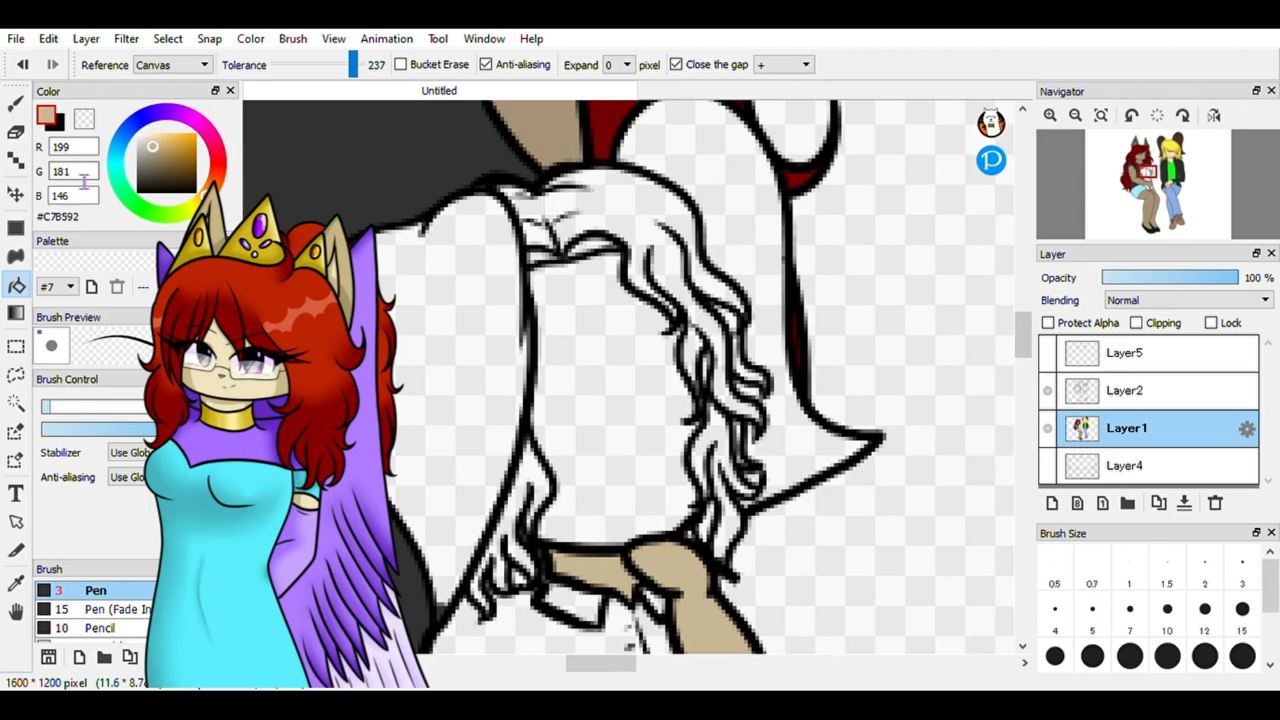 File Edit Layer Filter Select Snap Color Brush View Animation Tool Window Help
Reference Canvas Tolerance 237 Bucket Erase Anti-aliasing Expand 0 pixel Close the gap +
Color
Untitled
R 199
G 181
B 146
#C7B592
Palette
#7 ---
Brush Preview
Brush Control
Stabilizer Use Glob
Anti-aliasing Use Glo
Brush
3 Pen
15 Pen (Fade In
10 Pencil
1600 * 1200 pixel
Navigator
Layer
Opacity 100 %
Blending Normal
Protect Alpha Clipping Lock
Layer5
Layer2
Layer1
Layer4
Brush Size
0.5 0.7 1 1.5 2 3
4 5 7 10 12 15